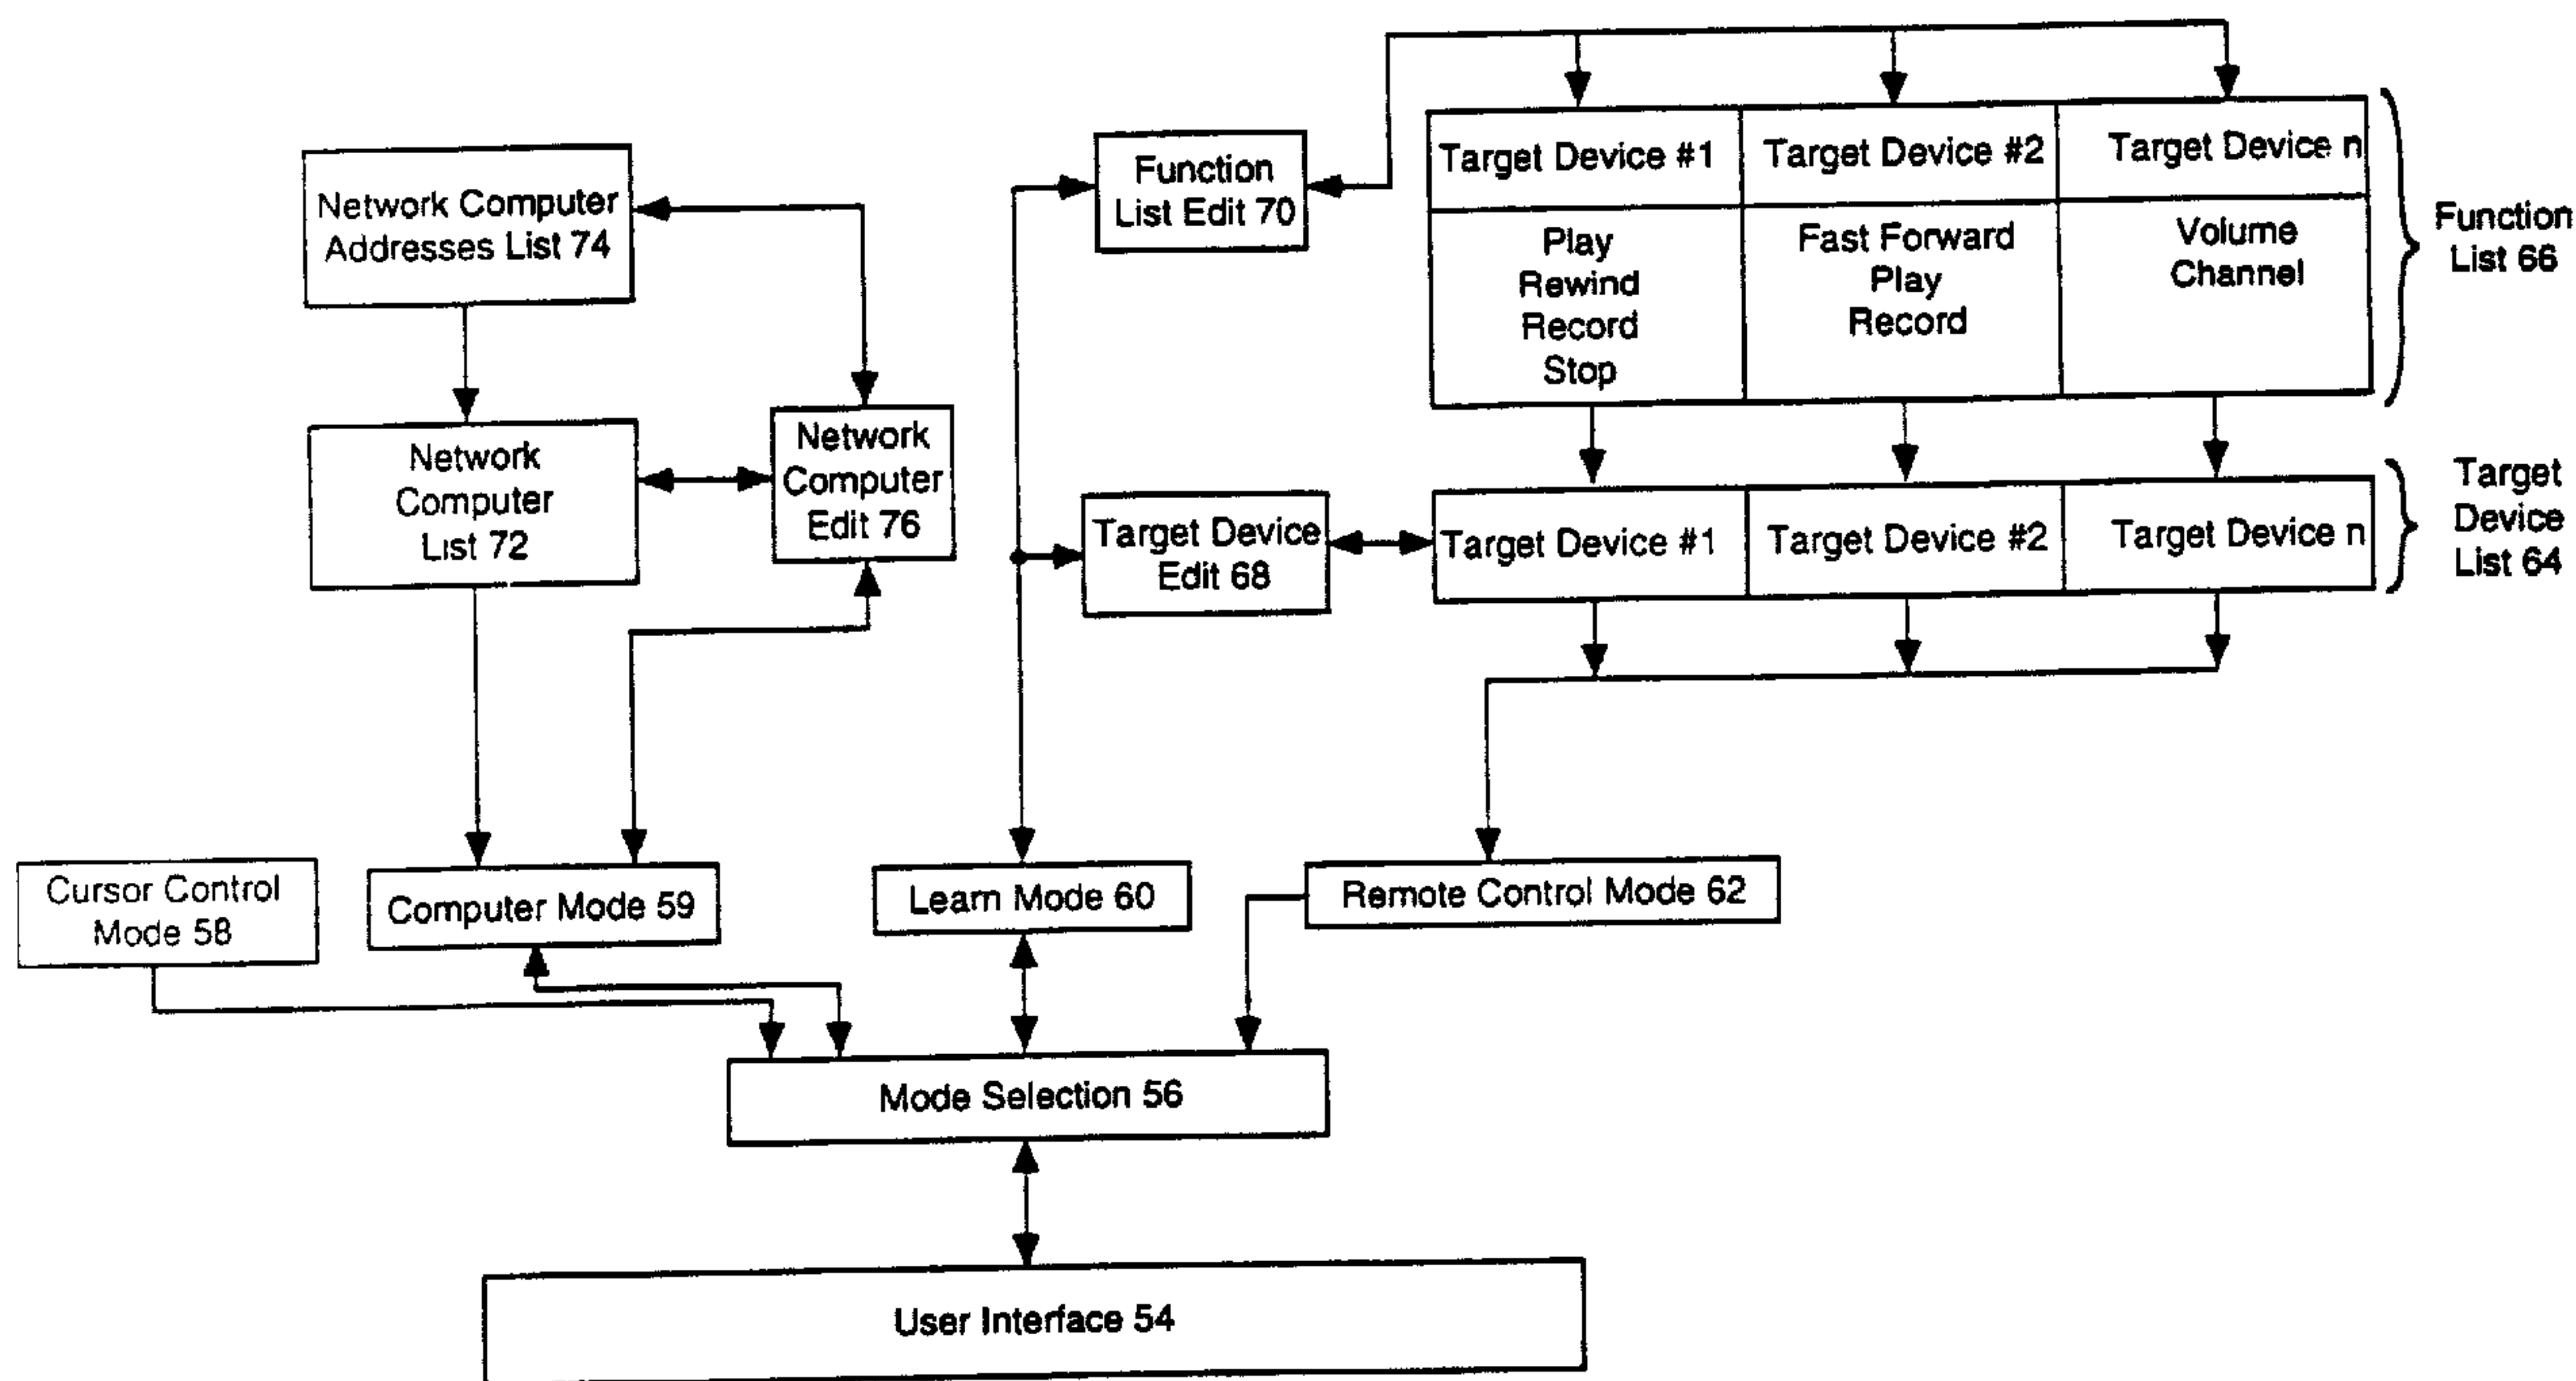 Network Computer
Addresses List 74
Network
Computer
List 72
Network
Computer
Edit 76
Function
List Edit 70
Target Device
Edit 68
Target Device #1
Target Device #2
Target Device n
Play
Rewind
Record
Stop
Fast Forward
Play
Record
Volume
Channel
Function
List 66
Target Device #1
Target Device #2
Target Device n
Target
Device
List 64
Cursor Control
Mode 58
Computer Mode 59
Learn Mode 60
Remote Control Mode 62
Mode Selection 56
User Interface 54